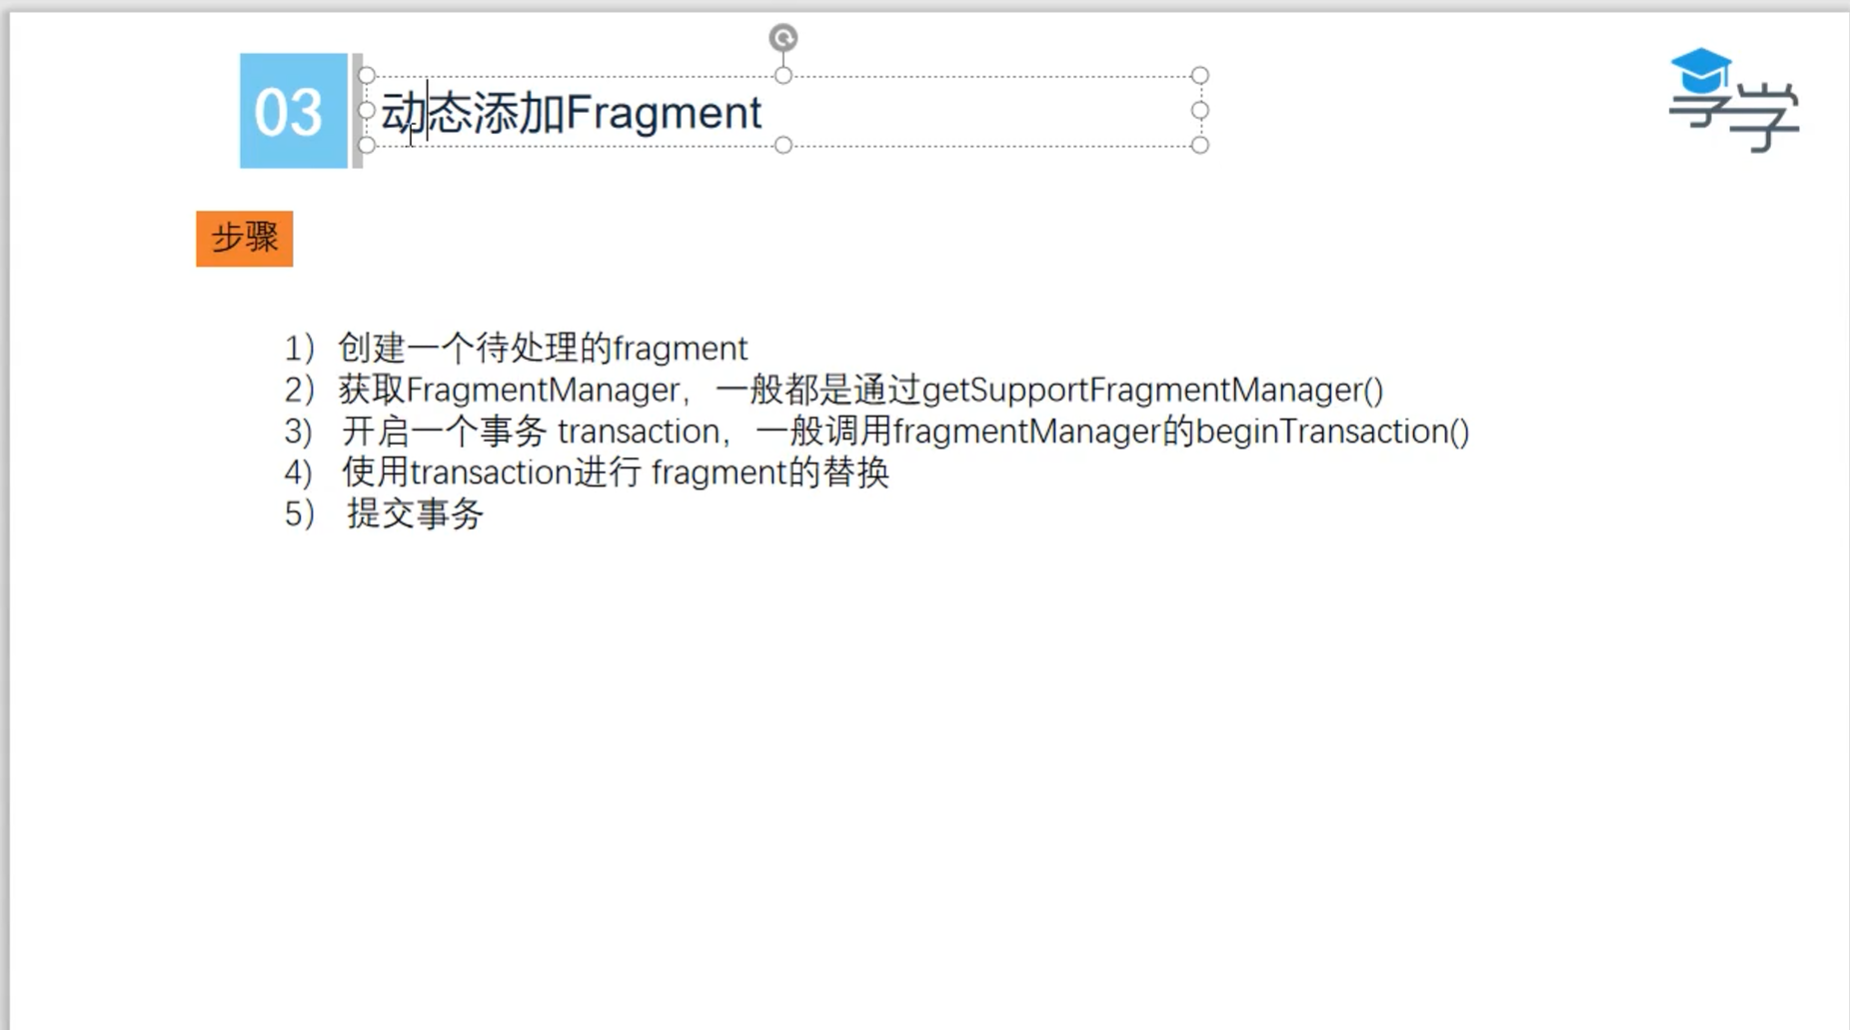 03
动态添加Fragment
学学
步骤
1）创建一个待处理的fragment
2）获取FragmentManager，一般都是通过getSupportFragmentManager()
3） 开启一个事务 transaction，一般调用fragmentManager的beginTransaction()
4） 使用transaction进行 fragment的替换
5） 提交事务